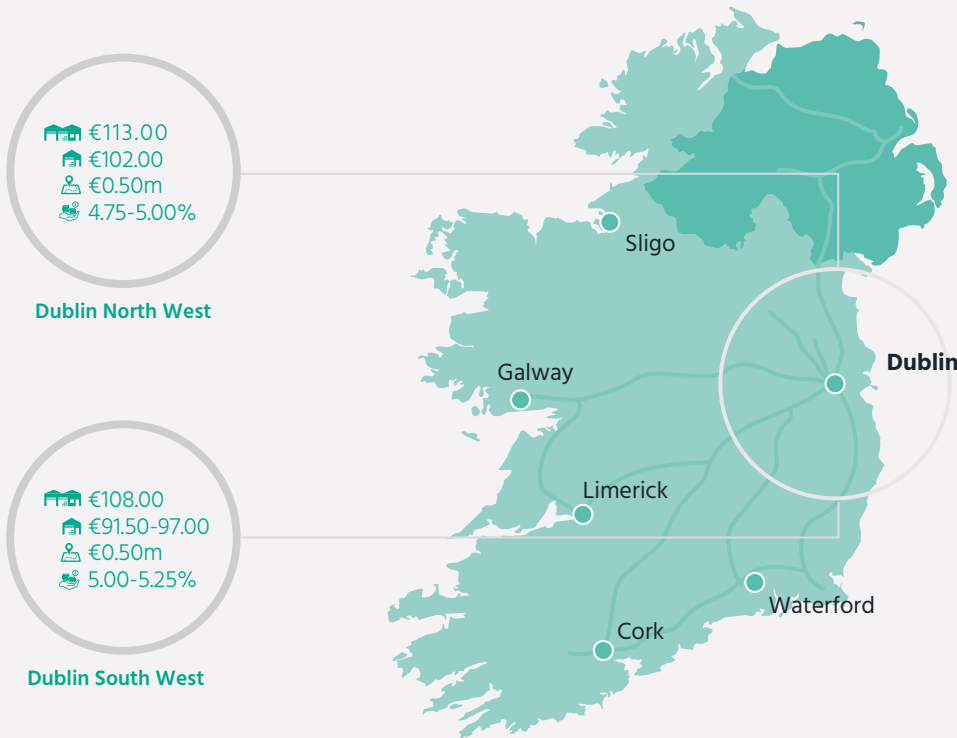 €113.00
€102.00
€0.50m
4.75-5.00%
Dublin North West
Sligo
Dublin
Galway
Limerick
€108.00
€91.50-97.00
€0.50m
5.00-5.25%
Waterford
Cork
Dublin South West